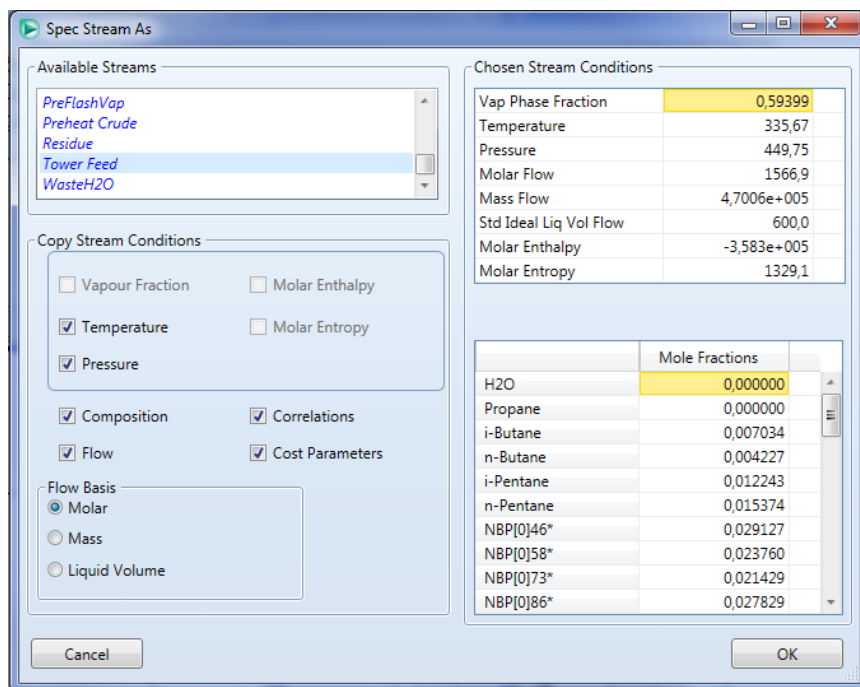 Spec Stream As
Available Streams
PreFlashVap
Preheat Crude
Residue
Tower Feed
WasteH2O
Copy Stream Conditions
Vapour Fraction Molar Enthalpy
Temperature Molar Entropy
Pressure
Composition Correlations
Flow Cost Parameters
Flow Basis
Molar
Mass
Liquid Volume
Chosen Stream Conditions
Vap Phase Fraction 0,59399
Temperature 335,67
Pressure 449,75
Molar Flow 1566,9
Mass Flow 4,7006e+005
Std Ideal Liq Vol Flow 600,0
Molar Enthalpy -3,583e+005
Molar Entropy 1329,1
Mole Fractions
H2O 0,000000
Propane 0,000000
i-Butane 0,007034
n-Butane 0,004227
i-Pentane 0,012243
n-Pentane 0,015374
NBP[0]46* 0,029127
NBP[0]58* 0,023760
NBP[0]73* 0,021429
NBP[0]86* 0,027829
Cancel OK